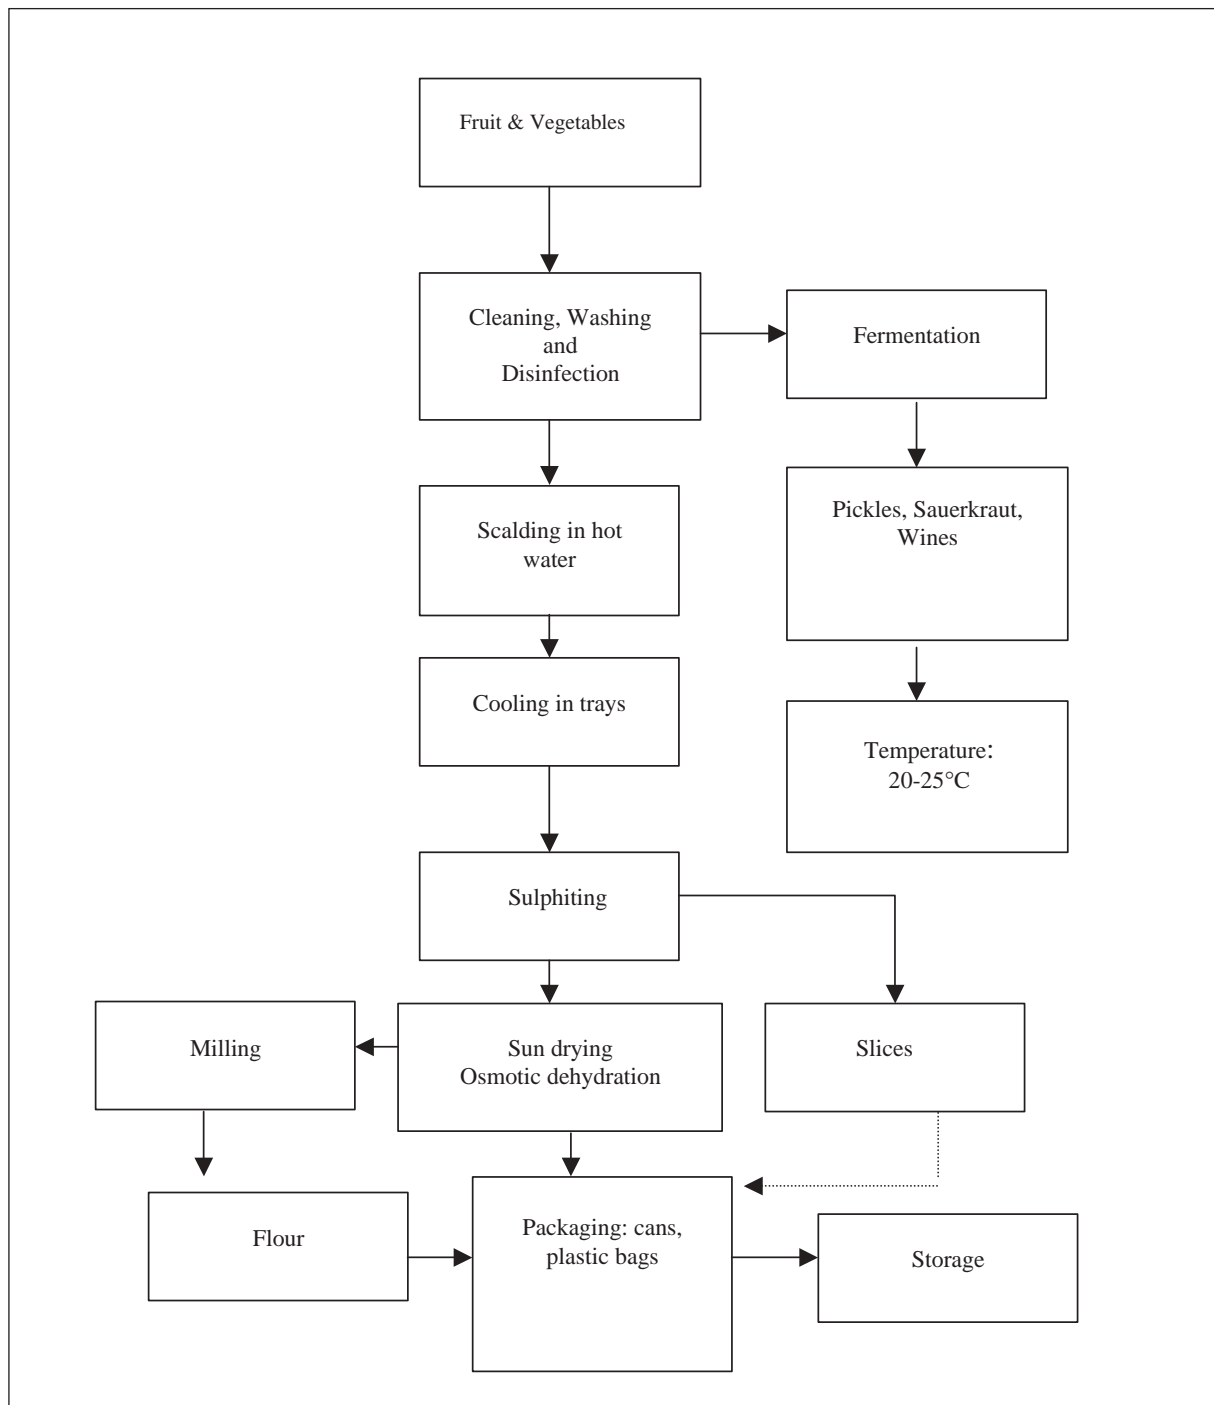 Fruit & Vegetables
Cleaning, Washing
and
Disinfection
Fermentation
Scalding in hot
water
Pickles, Sauerkraut,
Wines
Cooling in trays
Temperature:
20-25°C
Sulphiting
Milling
Sun drying
Osmotic dehydration
Slices
Flour
Packaging: cans,
plastic bags
Storage